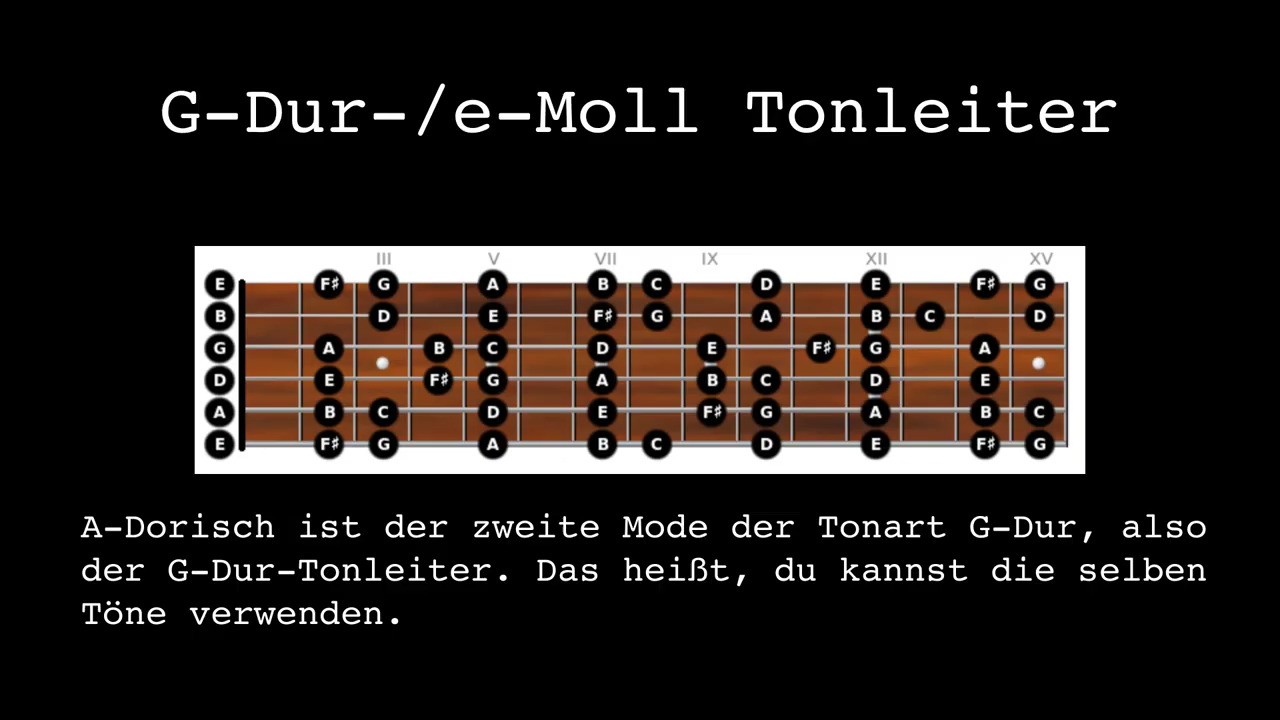 G-Dur-/e-Moll Tonleiter
III V VII IX XII XV
E F♯ G A B C D E F♯ G
B D E F♯ G A B C D
G A B C D E F♯ G A
D E F♯ G A B C D E
A B C D E F♯ G A B C
E F♯ G A B C D E F♯ G
A-Dorisch ist der zweite Mode der Tonart G-Dur, also
der G-Dur-Tonleiter. Das heißt, du kannst die selben
Töne verwenden.